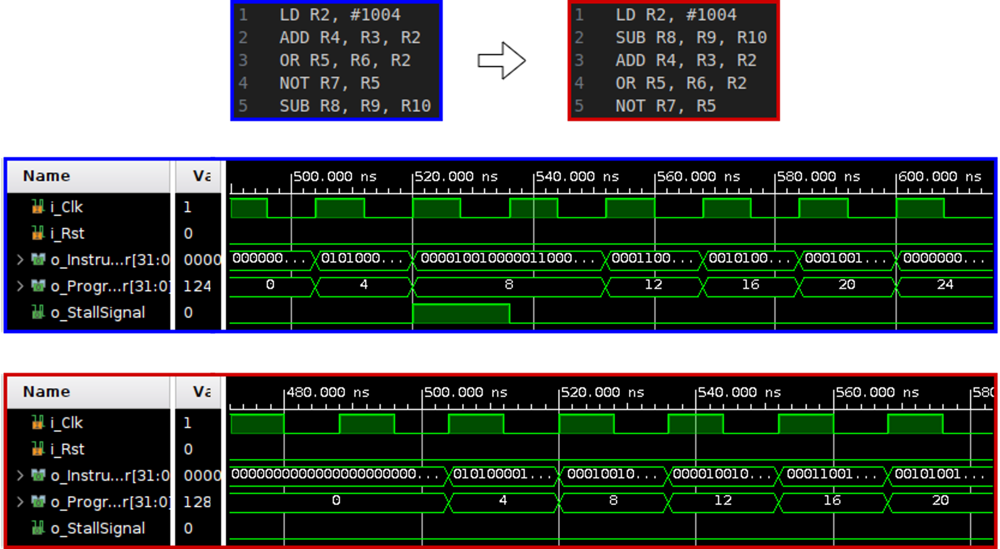 1 LD R2, #1004
2 ADD R4, R3, R2
3 OR R5, R6, R2
4 NOT R7, R5
5 SUB R8, R9, R10
1 LD R2, #1004
2 SUB R8, R9, R10
3 ADD R4, R3, R2
4 OR R5, R6, R2
5 NOT R7, R5
Name Va 500.000 ns 520.000 ns 540.000 ns 560.000 ns 580.000 ns 600.000 ns
i_Clk 1
i_Rst 0
o_Instru...r[31:0 0000 000000... 0101000... 00001001000001​1000... 0001100... 0010100... 0001001... 0000000...
o_Progr...r[31:0] 124 0 4 8 12 16 20 24
o_StallSignal 0
Name Va 480.000 ns 500.000 ns 520.000 ns 540.000 ns 560.000 ns 580
i_Clk 1
i_Rst 0
o_Instru...r[31:0 0000 0000000000000000000000... 010100001... 00010010... 000010010... 00011001... 00101001...
o_Progr...r[31:0] 128 0 4 8 12 16 20
o_StallSignal 0